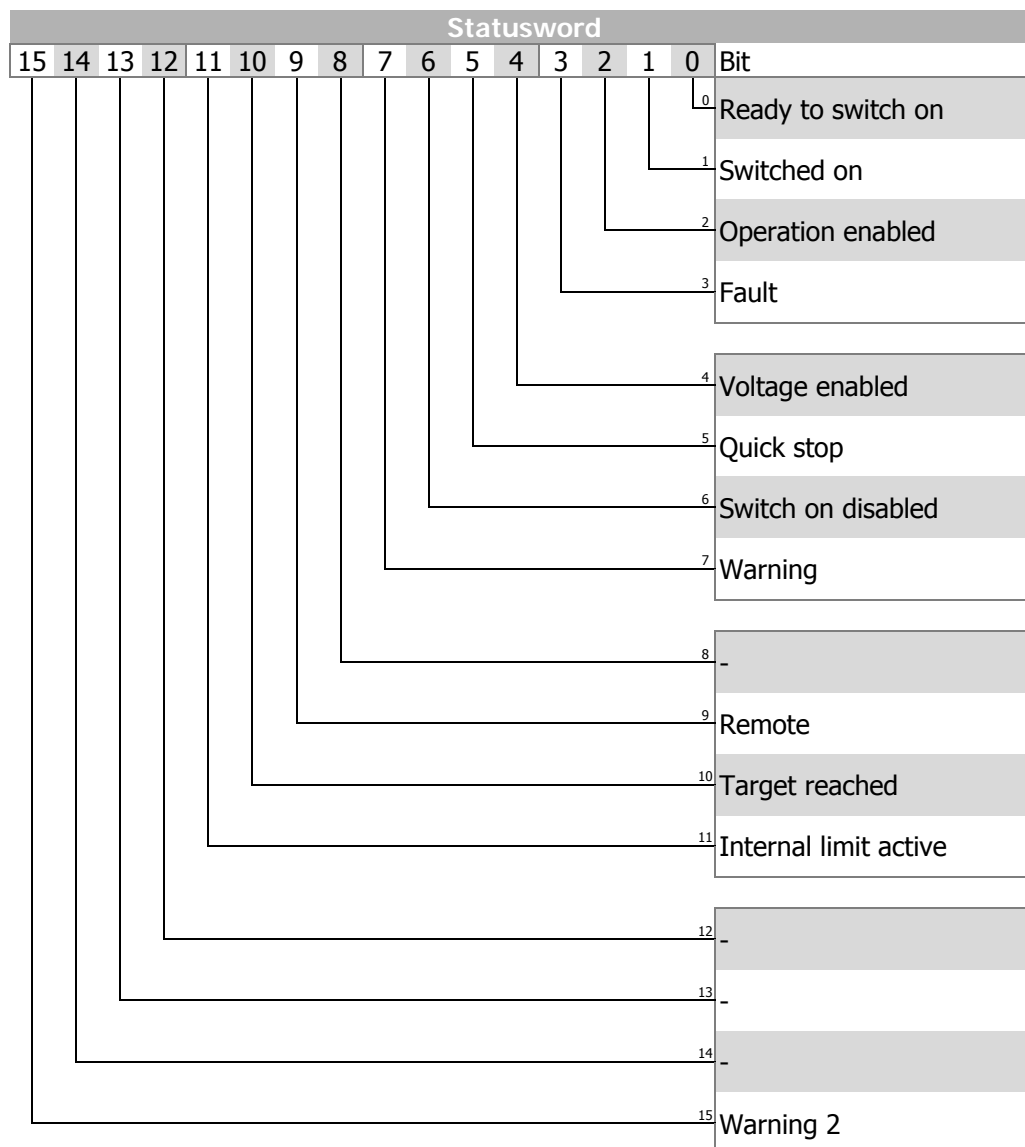 Statusword
15 14 13 12 11 10 9 8 7 6 5 4 3 2 1 0 Bit
0 Ready to switch on
1 Switched on
2 Operation enabled
3 Fault
4 Voltage enabled
5 Quick stop
6 Switch on disabled
7 Warning
8 -
9 Remote
10 Target reached
11 Internal limit active
12 -
13 -
14 -
15 Warning 2